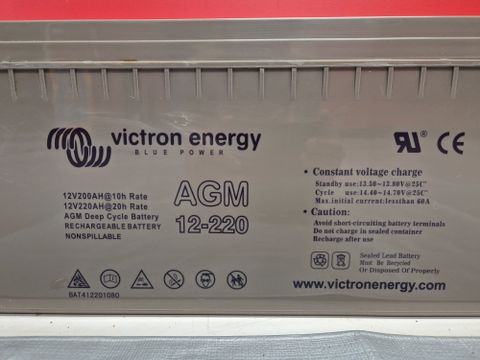 victron energy
BLUE POWER
12V200AH@10h Rate
12V220AH@20h Rate
AGM Deep Cycle Battery
RECHARGEABLE BATTERY
NONSPILLABLE
AGM
12-220
BAT412201080
CE
• Constant voltage charge
Standby use:13.50~13.80V@25C°
Cycle use:14.40~14.70V@25C°
Max.initial current:lessthan 60A
• Caution:
Avoid short-circuiting battery terminals
Do not charge in sealed container
Recharge after use
Pb
Sealed Lead Battery
Must Be Recycled
Or Disposed Of Properly
www.victronenergy.com